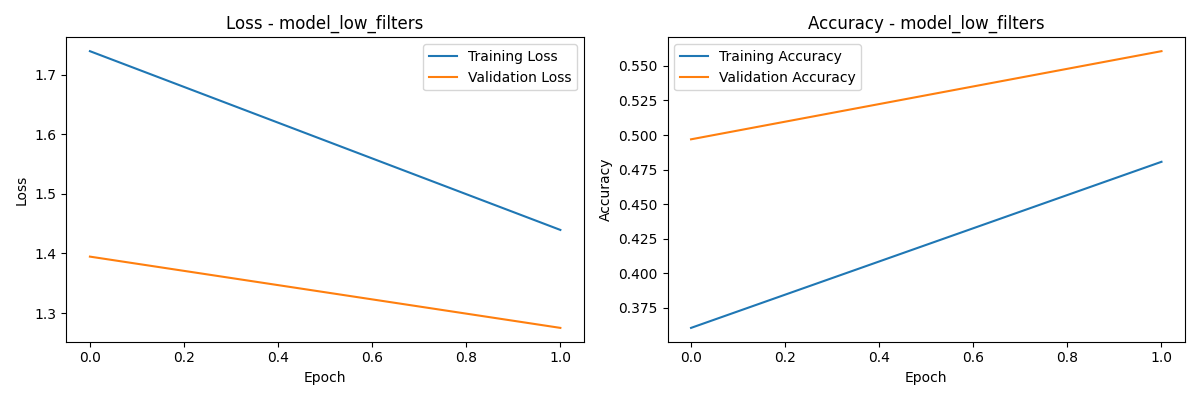 Loss - model_low_filters
Training Loss
Validation Loss
1.7
1.6
1.5
1.4
1.3
Loss
0.0 0.2 0.4 0.6 0.8 1.0
Epoch
Accuracy - model_low_filters
Training Accuracy
Validation Accuracy
0.550
0.525
0.500
0.475
0.450
0.425
0.400
0.375
Accuracy
0.0 0.2 0.4 0.6 0.8 1.0
Epoch